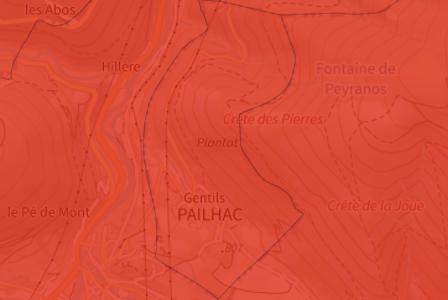 les Abos
Hillère
Fontaine de
Peyranos
Crête des Pierres
Plantat
Gentils
PAILHAC
le Pé de Mont
Crête de la Joue
807